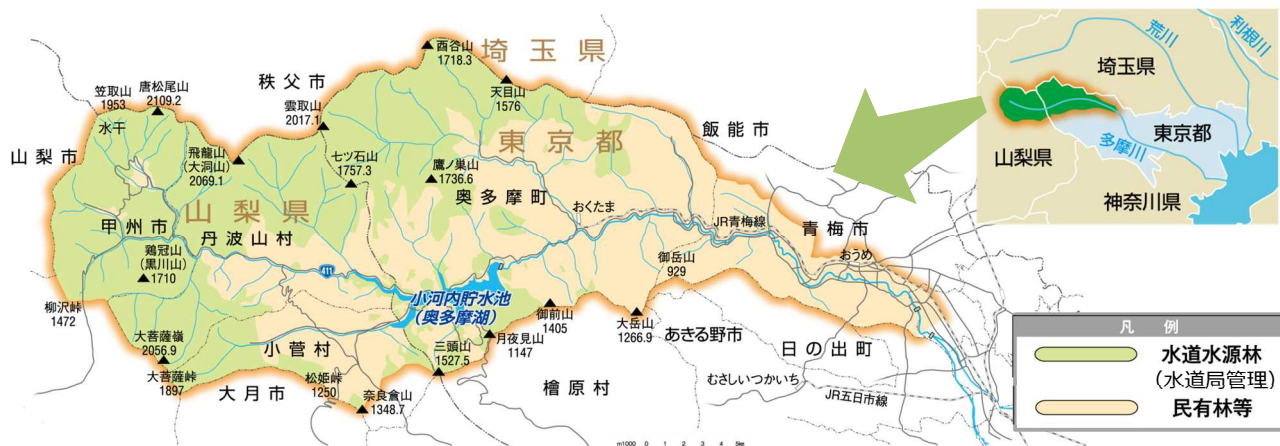 埼玉県
酉谷山
1718.3
秩父市
天目山
1576
笠取山
1953
唐松尾山
2109.2
雲取山
2017.1
水干
東京都
飯能市
山梨市
飛龍山
(大洞山)
2069.1
七ツ石山
1757.3
鷹ノ巣山
1736.6
奥多摩町
おくたま
山梨県
甲州市
丹波山村
JR青梅線
青梅市
おうめ
鶏冠山
(黒川山)
1710
411
御岳山
929
小河内貯水池
(奥多摩湖)
柳沢峠
1472
御前山
1405
大岳山
1266.9
あきる野市
大菩薩嶺
2056.9
小菅村
三頭山
1527.5
月夜見山
1147
日の出町
大菩薩峠
1897
大月市
松姫峠
1250
奈良倉山
1348.7
檜原村
むさしいつかいち
JR五日市線
m1000 0 1 2 3 4 5km
荒川
利根川
埼玉県
東京都
多摩川
山梨県
神奈川県
凡例
水道水源林
(水道局管理)
民有林等